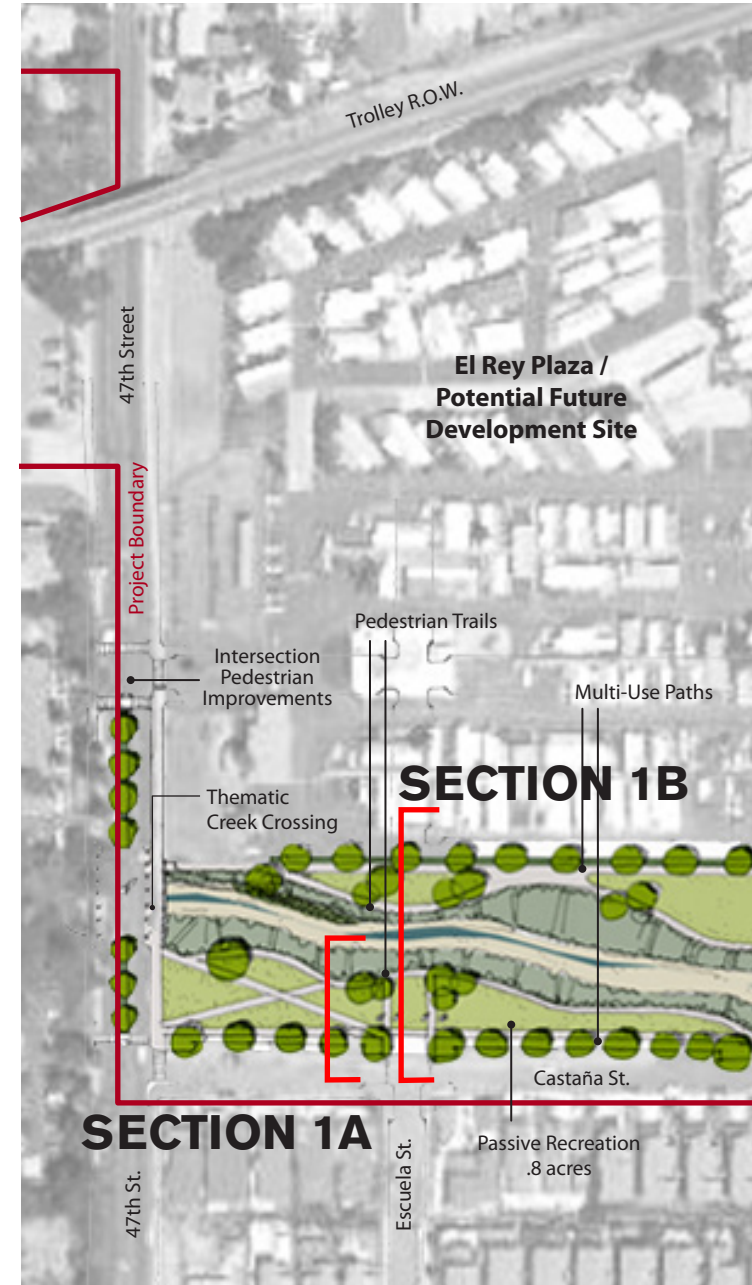 Trolley R.O.W.
47th Street
El Rey Plaza /
Potential Future
Development Site
Project Boundary
Pedestrian Trails
Intersection
Pedestrian
Improvements
Multi-Use Paths
SECTION 1B
Thematic
Creek Crossing
Castaña St.
SECTION 1A
Passive Recreation
.8 acres
47th St.
Escuela St.